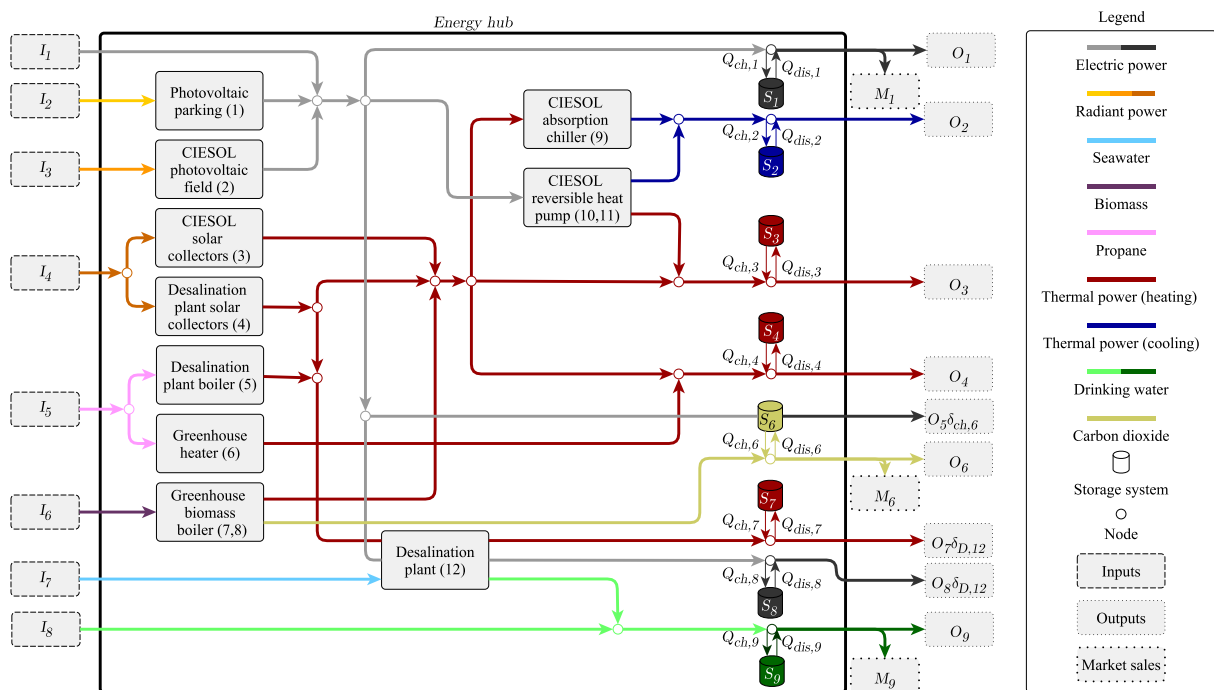 Energy hub
I1
I2
I3
I4
I5
I6
I7
I8
Photovoltaic
parking (1)
CIESOL
photovoltaic
field (2)
CIESOL
solar
collectors (3)
Desalination
plant solar
collectors (4)
Desalination
plant boiler (5)
Greenhouse
heater (6)
Greenhouse
biomass
boiler (7,8)
CIESOL
absorption
chiller (9)
CIESOL
reversible heat
pump (10,11)
Desalination
plant (12)
Qch,1
Qdis,1
S1
Qch,2
Qdis,2
S2
S3
Qch,3
Qdis,3
S4
Qch,4
Qdis,4
S6
Qch,6
Qdis,6
S7
Qch,7
Qdis,7
Qch,8
Qdis,8
S8
Qch,9
Qdis,9
S9
O1
M1
O2
O3
O4
O5δch,6
O6
M6
O7δD,12
O8δD,12
O9
M9
Legend
Electric power
Radiant power
Seawater
Biomass
Propane
Thermal power (heating)
Thermal power (cooling)
Drinking water
Carbon dioxide
Storage system
Node
Inputs
Outputs
Market sales